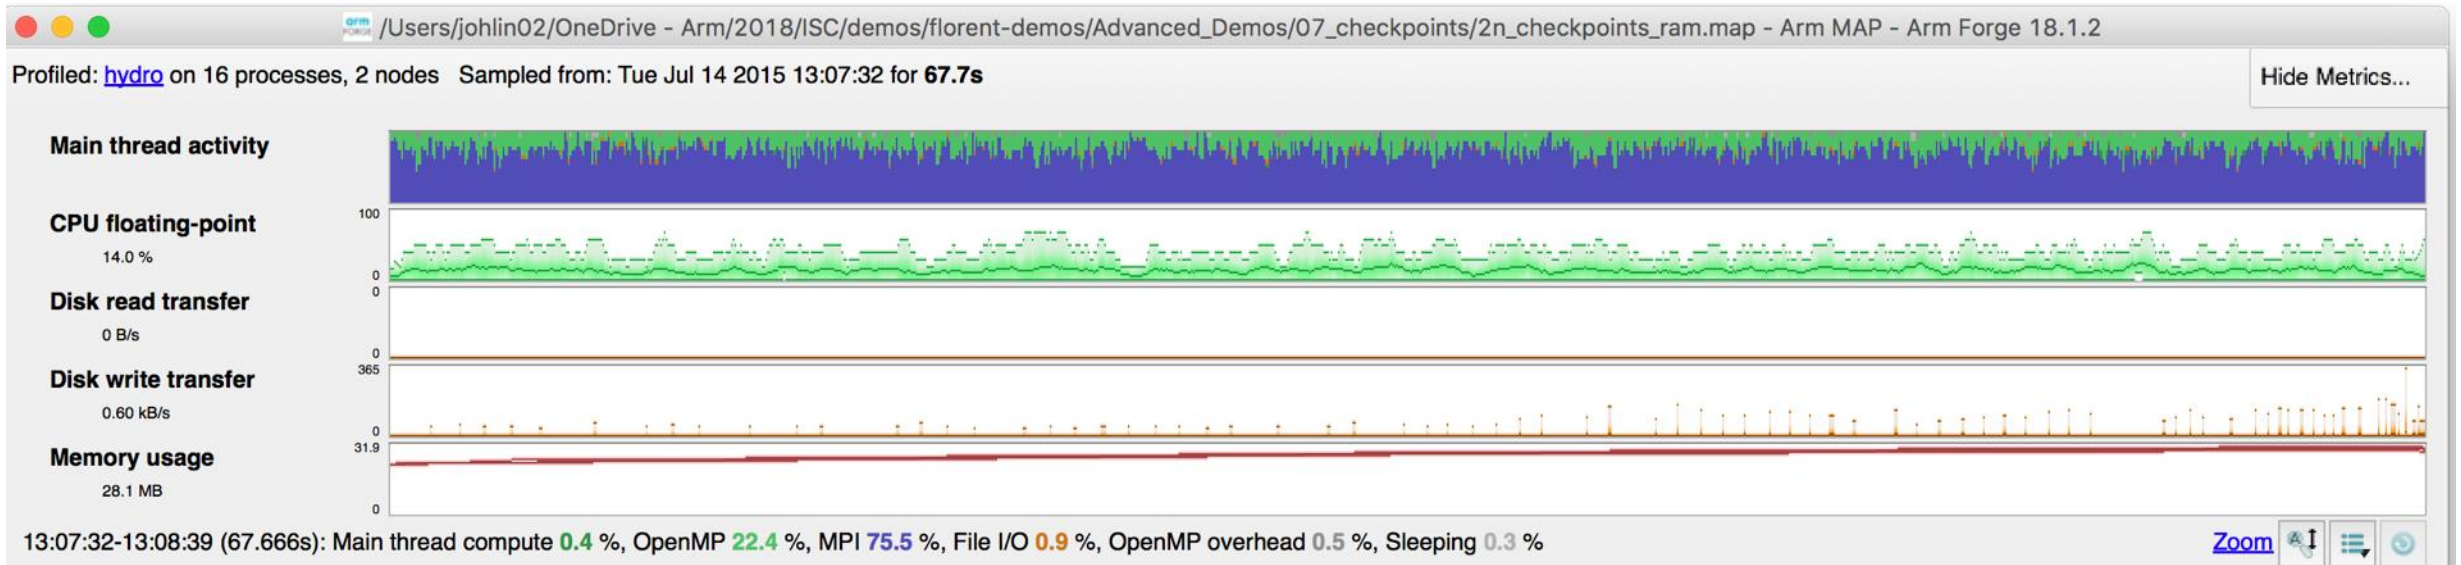 arm FORGE /Users/johlin02/OneDrive - Arm/2018/ISC/demos/florent-demos/Advanced_Demos/07_checkpoints/2n_checkpoints_ram.map - Arm MAP - Arm Forge 18.1.2
Profiled: hydro on 16 processes, 2 nodes Sampled from: Tue Jul 14 2015 13:07:32 for 67.7s
Hide Metrics...
Main thread activity
CPU floating-point
14.0 %
100
0
Disk read transfer
0 B/s
0
0
Disk write transfer
0.60 kB/s
365
0
Memory usage
28.1 MB
31.9
0
13:07:32-13:08:39 (67.666s): Main thread compute 0.4 %, OpenMP 22.4 %, MPI 75.5 %, File I/O 0.9 %, OpenMP overhead 0.5 %, Sleeping 0.3 %
Zoom